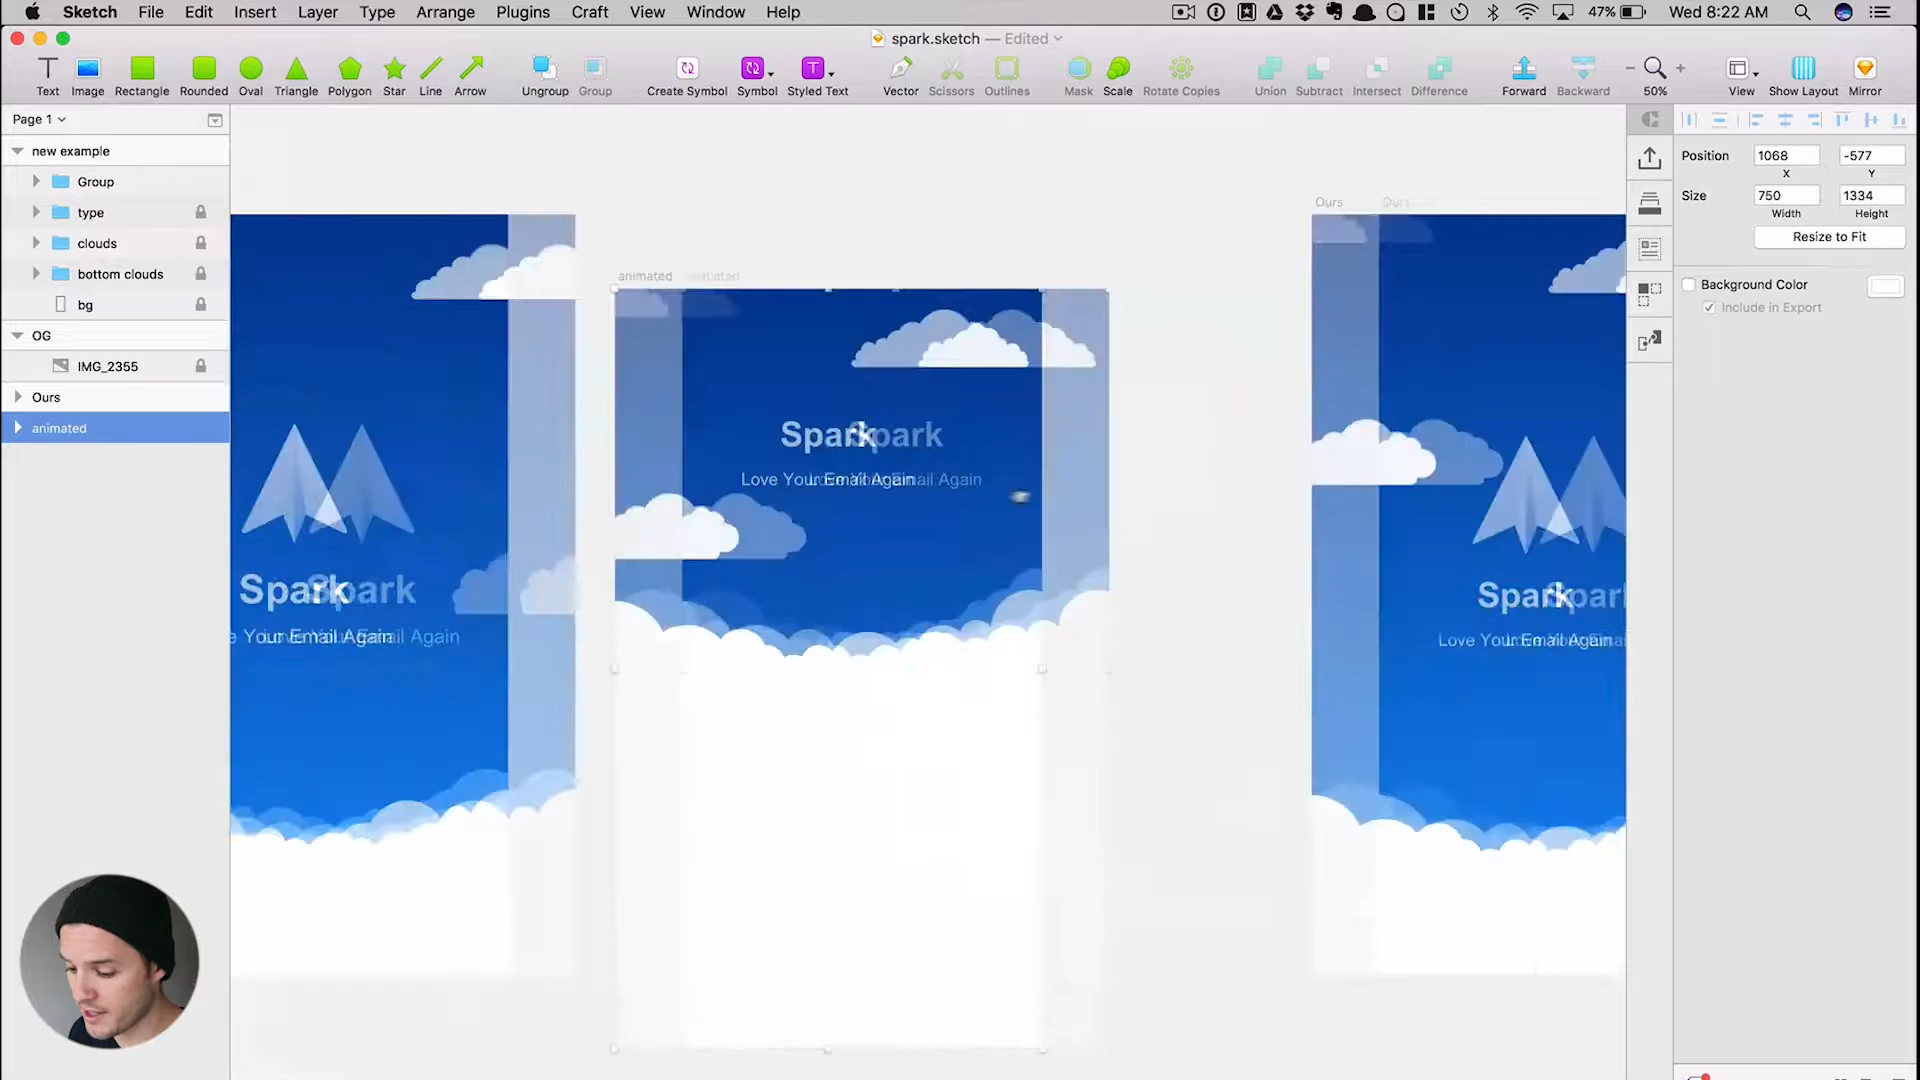 Sketch File Edit Insert Layer Type Arrange Plugins Craft View Window Help 47% Wed 8:22 AM
spark.sketch — Edited
Text Image Rectangle Rounded Oval Triangle Polygon Star Line Arrow Ungroup Group Create Symbol Symbol Styled Text Vector Scissors Outlines Mask Scale Rotate Copies Union Subtract Intersect Difference Forward Backward 50% View Show Layout Mirror
Page 1
new example
Group
type
clouds
bottom clouds
bg
OG
IMG_2355
Ours
animated
Position 1068 -577
X Y
Size 750 1334
Width Height
Resize to Fit
Background Color
Include in Export
Ours Ours
animated animated
Spark Spark
Love Your Email Again
Spark Spark
e Your Email Again
Spark Spark
Love Your Email Again